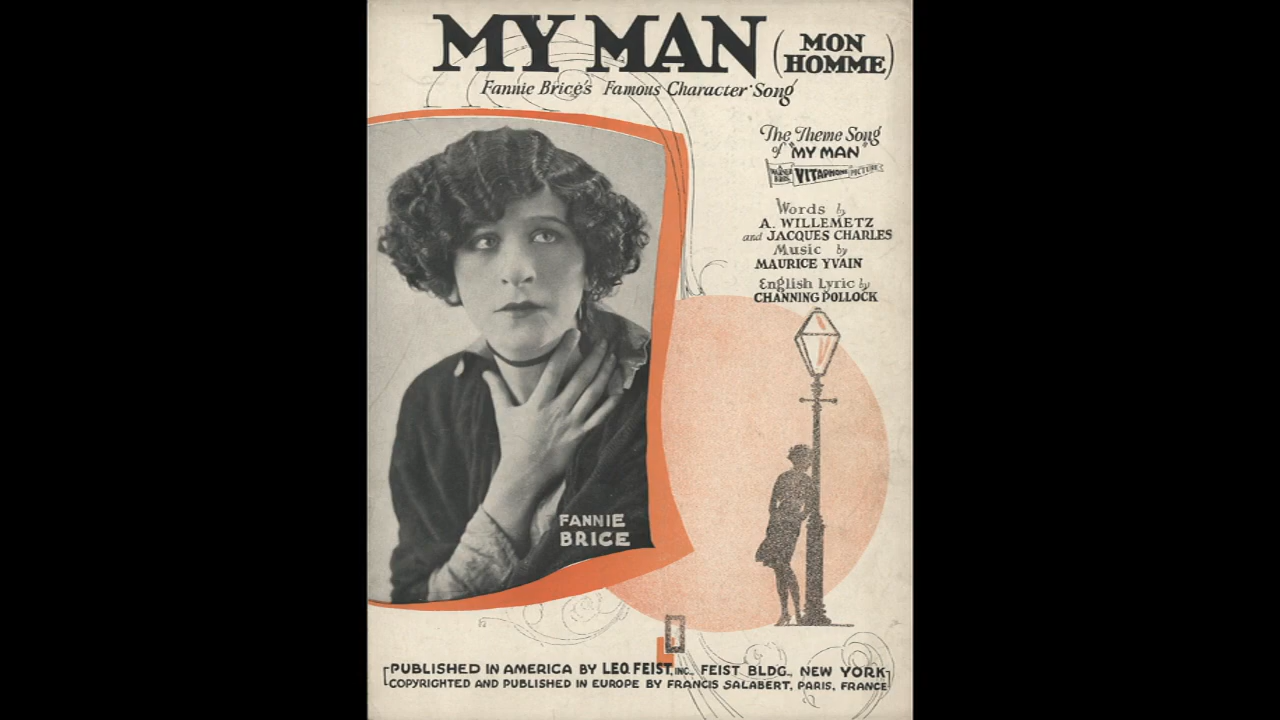 MY MAN (MON HOMME)
Fannie Brice's Famous Character Song
The Theme Song
of "MY MAN"
A WARNER BROS. VITAPHONE PICTURE
Words by
A. WILLEMETZ
and JACQUES CHARLES
Music by
MAURICE YVAIN
English Lyric by
CHANNING POLLOCK
FANNIE
BRICE
[PUBLISHED IN AMERICA BY LEO. FEIST, INC. FEIST BLDG., NEW YORK]
[COPYRIGHTED AND PUBLISHED IN EUROPE BY FRANCIS SALABERT, PARIS, FRANCE]